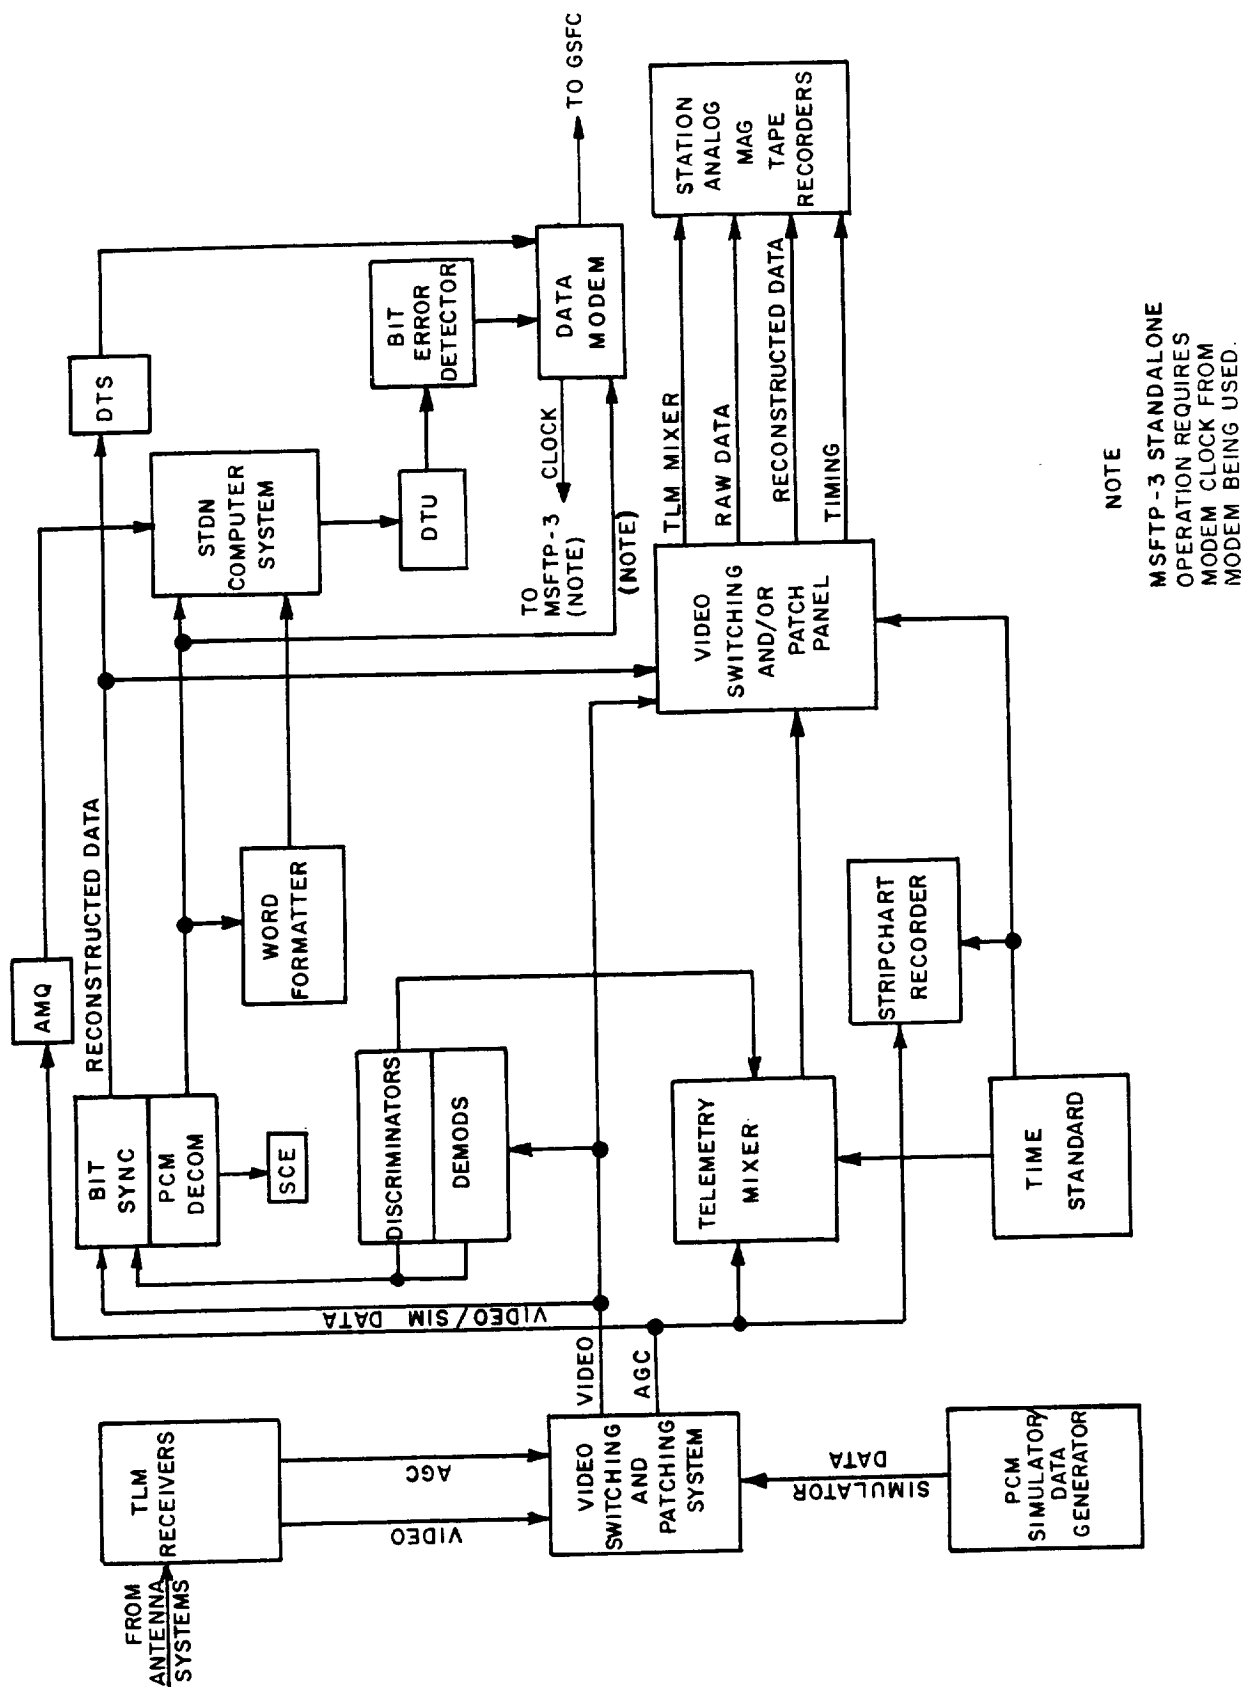 FROM
ANTENNA
SYSTEMS
TLM
RECEIVERS
VIDEO
AGC
VIDEO
SWITCHING
AND
PATCHING
SYSTEM
SIMULATOR
DATA
PCM
SIMULATOR/
DATA
GENERATOR
VIDEO
AGC
VIDEO/SIM DATA
AMQ
BIT
SYNC
PCM
DECOM
SCE
RECONSTRUCTED DATA
DISCRIMINATORS
DEMODS
WORD
FORMATTER
TELEMETRY
MIXER
TIME
STANDARD
STRIPCHART
RECORDER
DTS
STDN
COMPUTER
SYSTEM
DTU
BIT
ERROR
DETECTOR
DATA
MODEM
TO GSFC
CLOCK
TO
MSFTP-3
(NOTE)
(NOTE)
VIDEO
SWITCHING
AND/OR
PATCH
PANEL
TLM MIXER
RAW DATA
RECONSTRUCTED DATA
TIMING
STATION
ANALOG
MAG
TAPE
RECORDERS
NOTE
MSFTP-3 STANDALONE
OPERATION REQUIRES
MODEM CLOCK FROM
MODEM BEING USED.